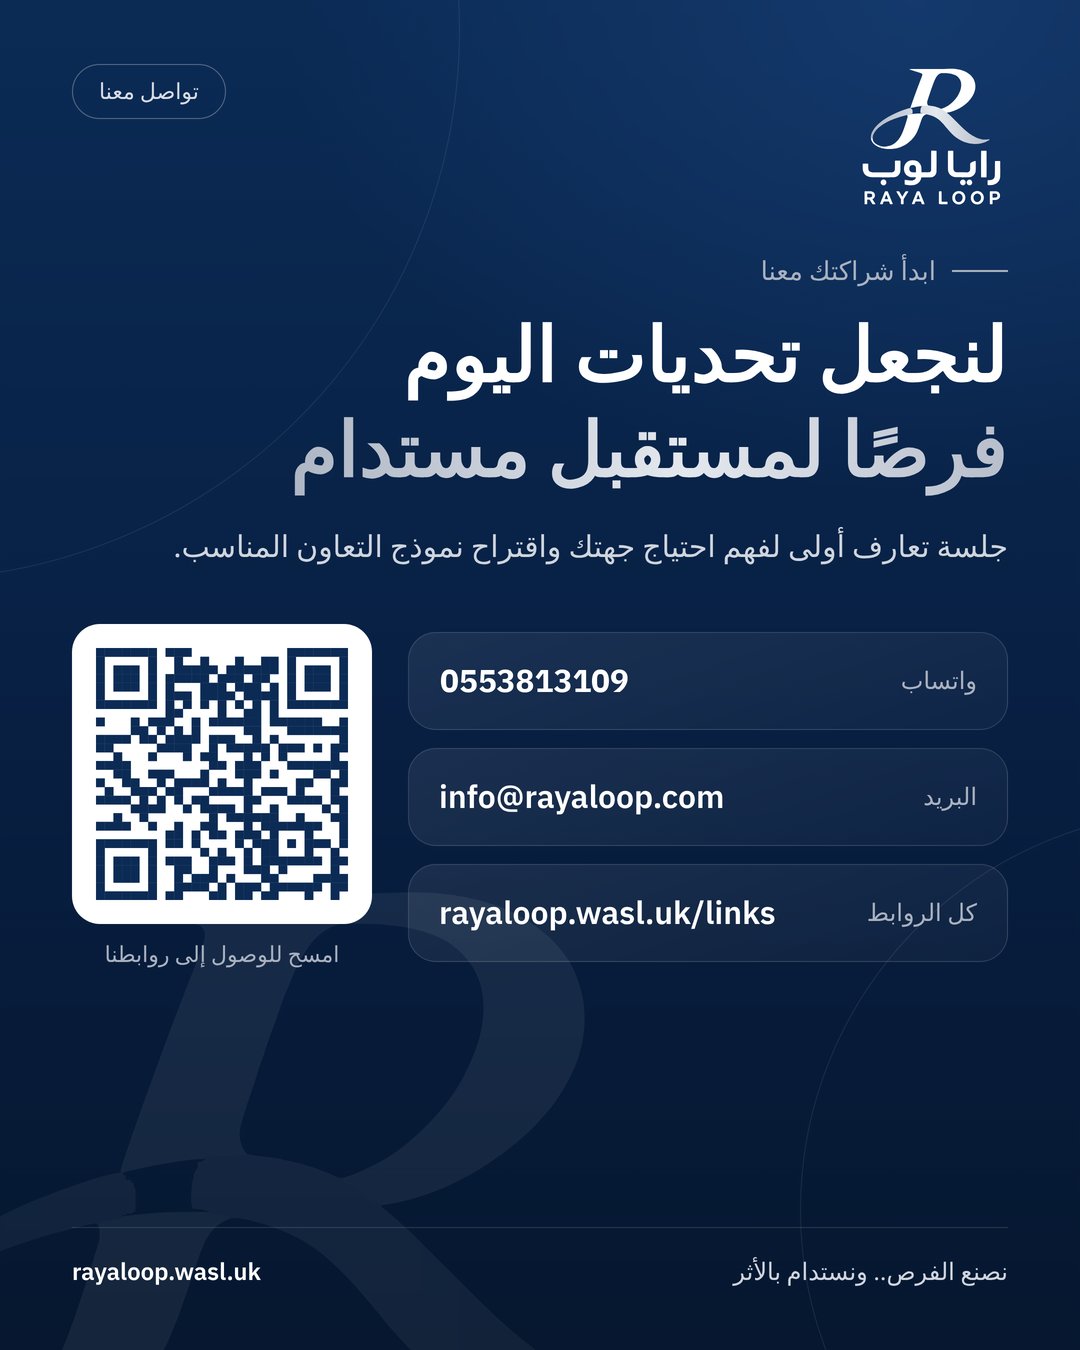 تواصل معنا
رايا لوب
RAYA LOOP
ابدأ شراكتك معنا
لنجعل تحديات اليوم
فرصًا لمستقبل مستدام
جلسة تعارف أولى لفهم احتياج جهتك واقتراح نموذج التعاون المناسب.
واتساب 0553813109
البريد info@rayaloop.com
كل الروابط rayaloop.wasl.uk/links
امسح للوصول إلى روابطنا
نصنع الفرص.. ونستدام بالأثر
rayaloop.wasl.uk